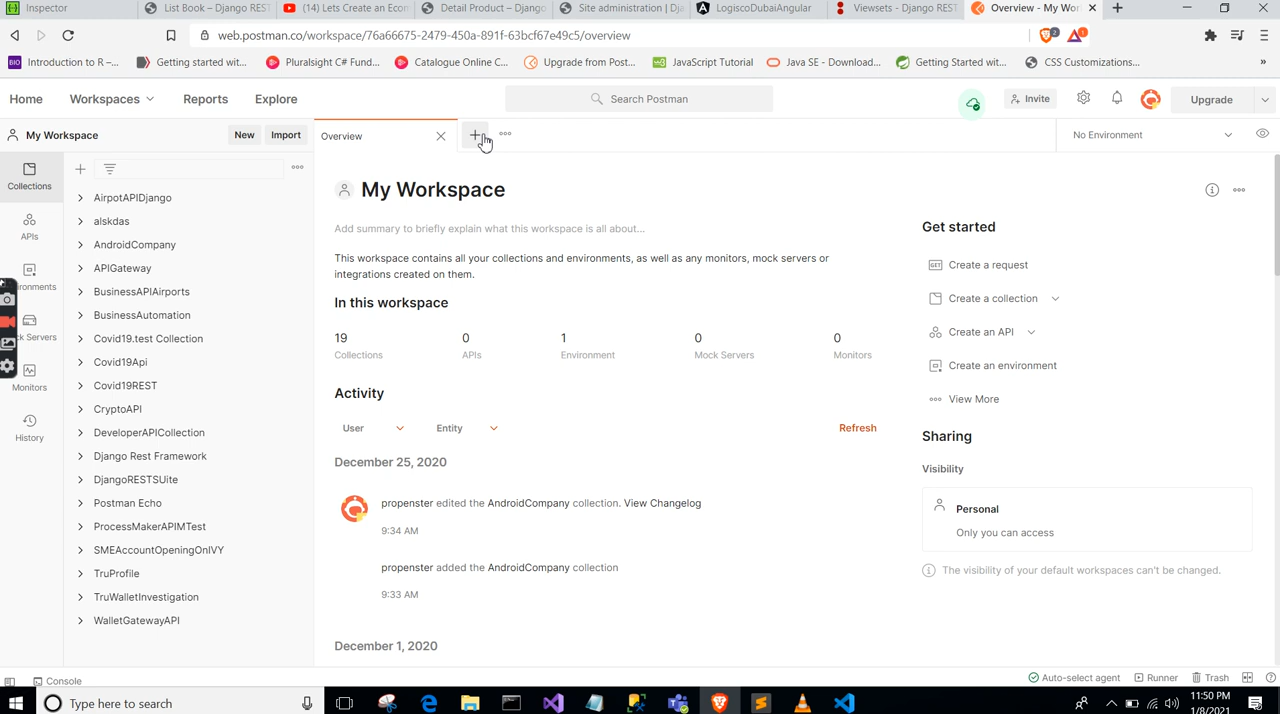 Inspector
List Book – Django REST
(14) Lets Create an Econ
Detail Product – Django
Site administration | Dja
LogiscoDubaiAngular
Viewsets - Django REST
Overview - My Wor
web.postman.co/workspace/
/overview
2
1
BIO Introduction to R –...
Getting started wit...
Pluralsight C# Fund...
Catalogue Online C...
Upgrade from Post...
JavaScript Tutorial
Java SE - Download...
Getting Started wit...
CSS Customizations...
»
Home
Workspaces
Reports
Explore
Search Postman
Invite
Upgrade
My Workspace
New
Import
Overview
No Environment
Collections
APIs
Monitors
History
AirpotAPIDjango
alskdas
AndroidCompany
APIGateway
BusinessAPIAirports
BusinessAutomation
Covid19.test Collection
Covid19Api
Covid19REST
CryptoAPI
DeveloperAPICollection
Django Rest Framework
DjangoRESTSUite
Postman Echo
ProcessMakerAPIMTest
SMEAccountOpeningOnIVY
TruProfile
TruWalletInvestigation
WalletGatewayAPI
My Workspace
Add summary to briefly explain what this workspace is all about...
This workspace contains all your collections and environments, as well as any monitors, mock servers or
integrations created on them.
In this workspace
19
0
1
0
0
Collections
APIs
Environment
Mock Servers
Monitors
Activity
User
Entity
Refresh
December 25, 2020
propenster edited the AndroidCompany collection. View Changelog
9:34 AM
propenster added the AndroidCompany collection
9:33 AM
December 1, 2020
Get started
GET Create a request
Create a collection
Create an API
Create an environment
View More
Sharing
Visibility
Personal
Only you can access
The visibility of your default workspaces can't be changed.
Console
Auto-select agent
Runner
Trash
Type here to search
11:50 PM
1/8/2021